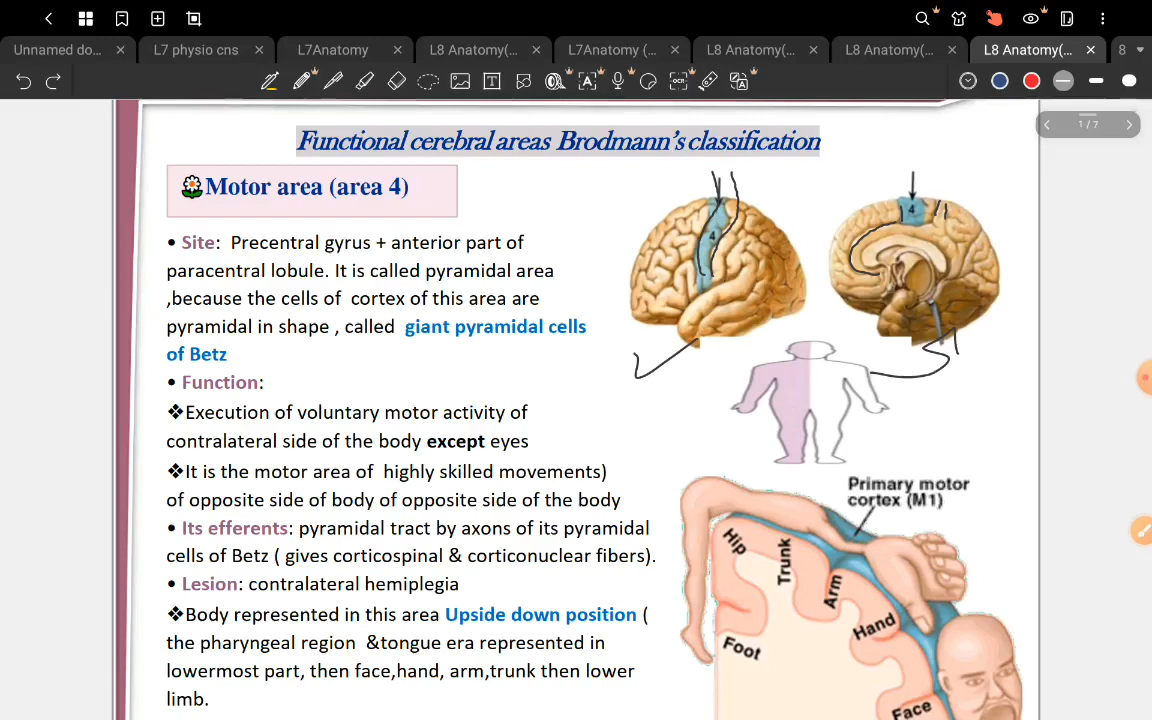 Unnamed do...
L7 physio cns
L7Anatomy
L8 Anatomy(...
L7Anatomy (...
L8 Anatomy(...
L8 Anatomy(...
L8 Anatomy(...
8
1/7
Functional cerebral areas Brodmann's classification
Motor area (area 4)
• Site: Precentral gyrus + anterior part of
paracentral lobule. It is called pyramidal area
,because the cells of cortex of this area are
pyramidal in shape , called giant pyramidal cells
of Betz
• Function:
❖Execution of voluntary motor activity of
contralateral side of the body except eyes
❖It is the motor area of highly skilled movements)
of opposite side of body of opposite side of the body
• Its efferents: pyramidal tract by axons of its pyramidal
cells of Betz ( gives corticospinal & corticonuclear fibers).
• Lesion: contralateral hemiplegia
❖Body represented in this area Upside down position (
the pharyngeal region &tongue era represented in
lowermost part, then face,hand, arm,trunk then lower
limb.
4
4
Primary motor
cortex (M1)
Hip
Trunk
Arm
Hand
Foot
Face